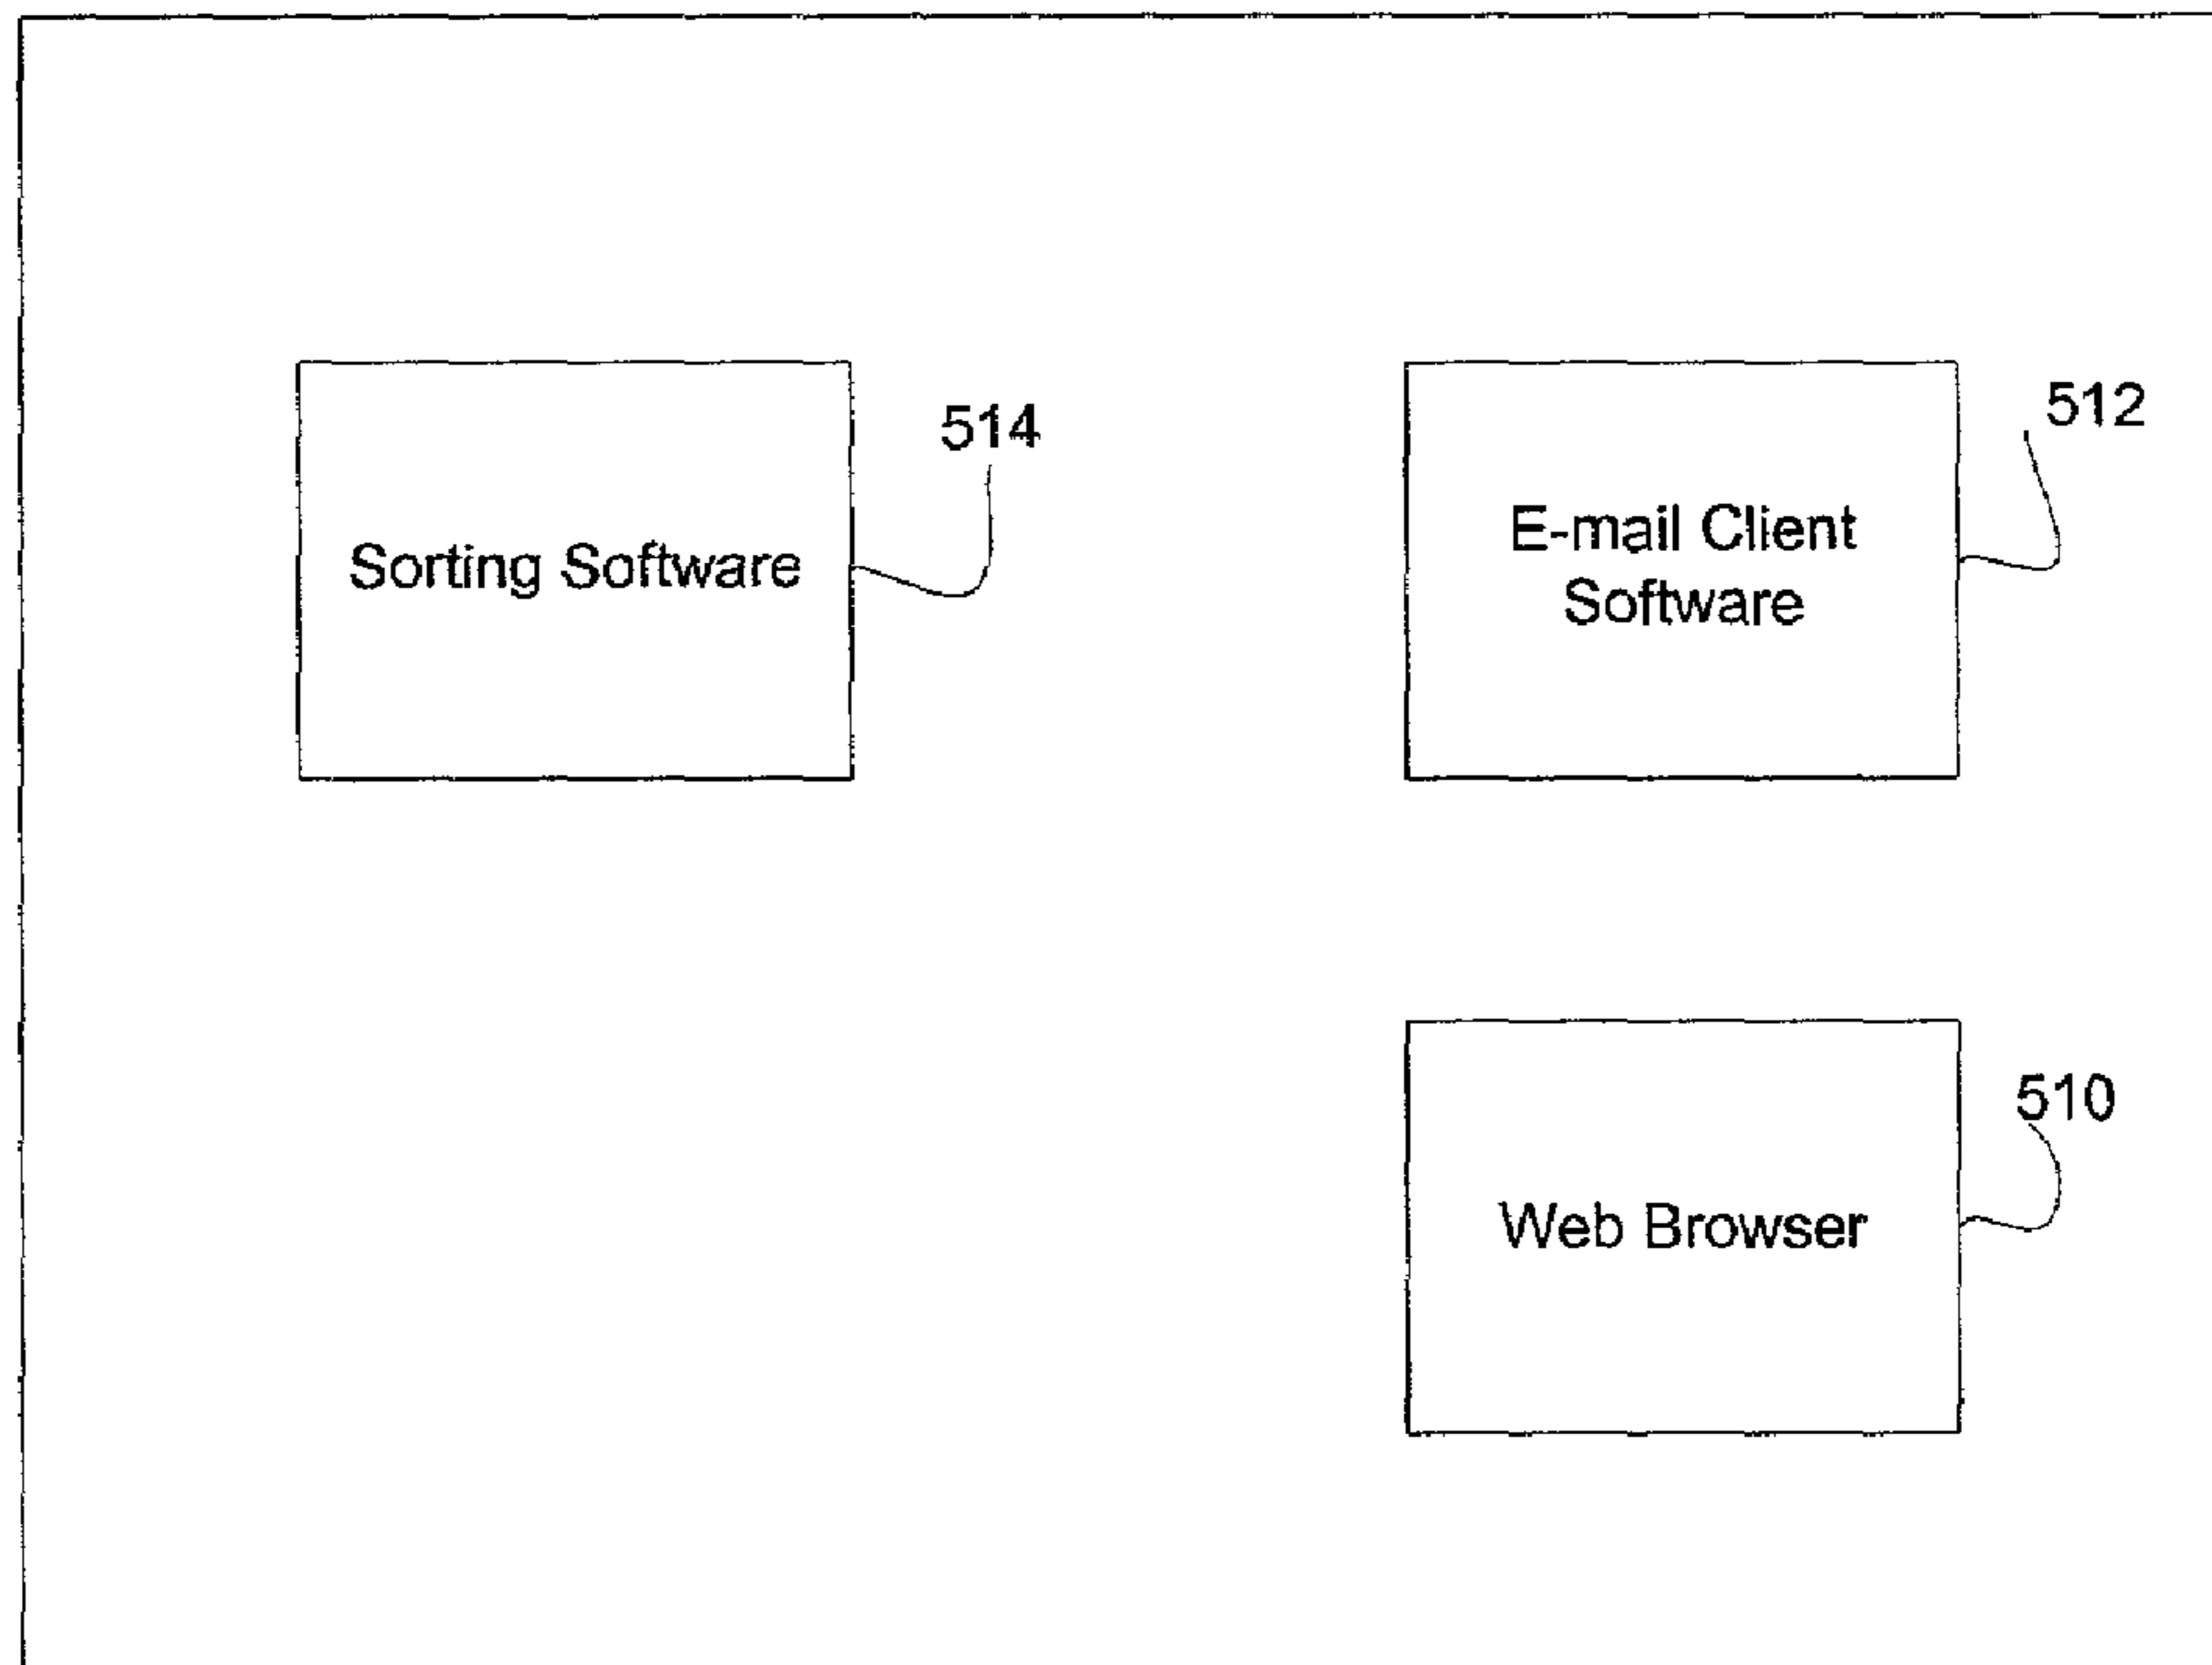 514
Sorting Software
512
E-mail Client
Software
510
Web Browser